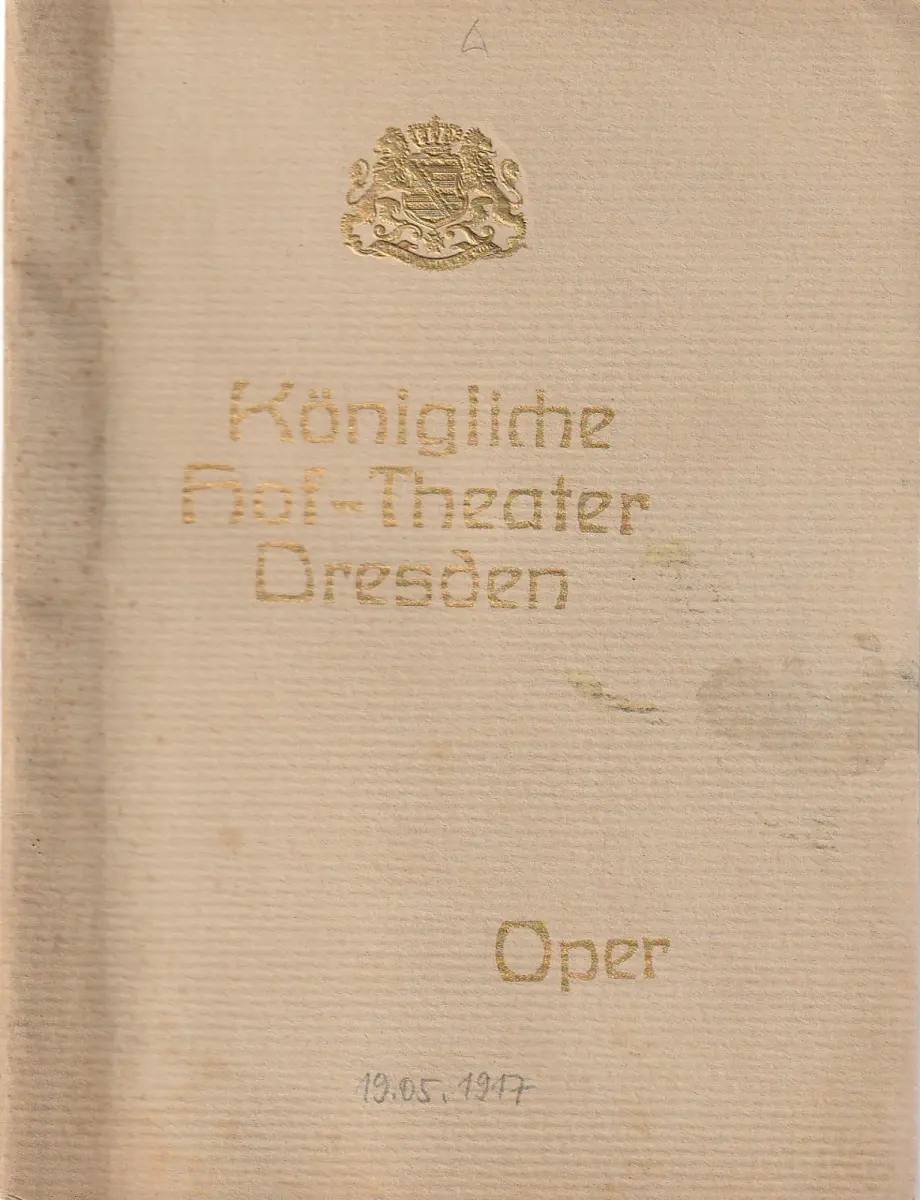 Königliche
Hof-Theater
Dresden
Oper
19.05.1917